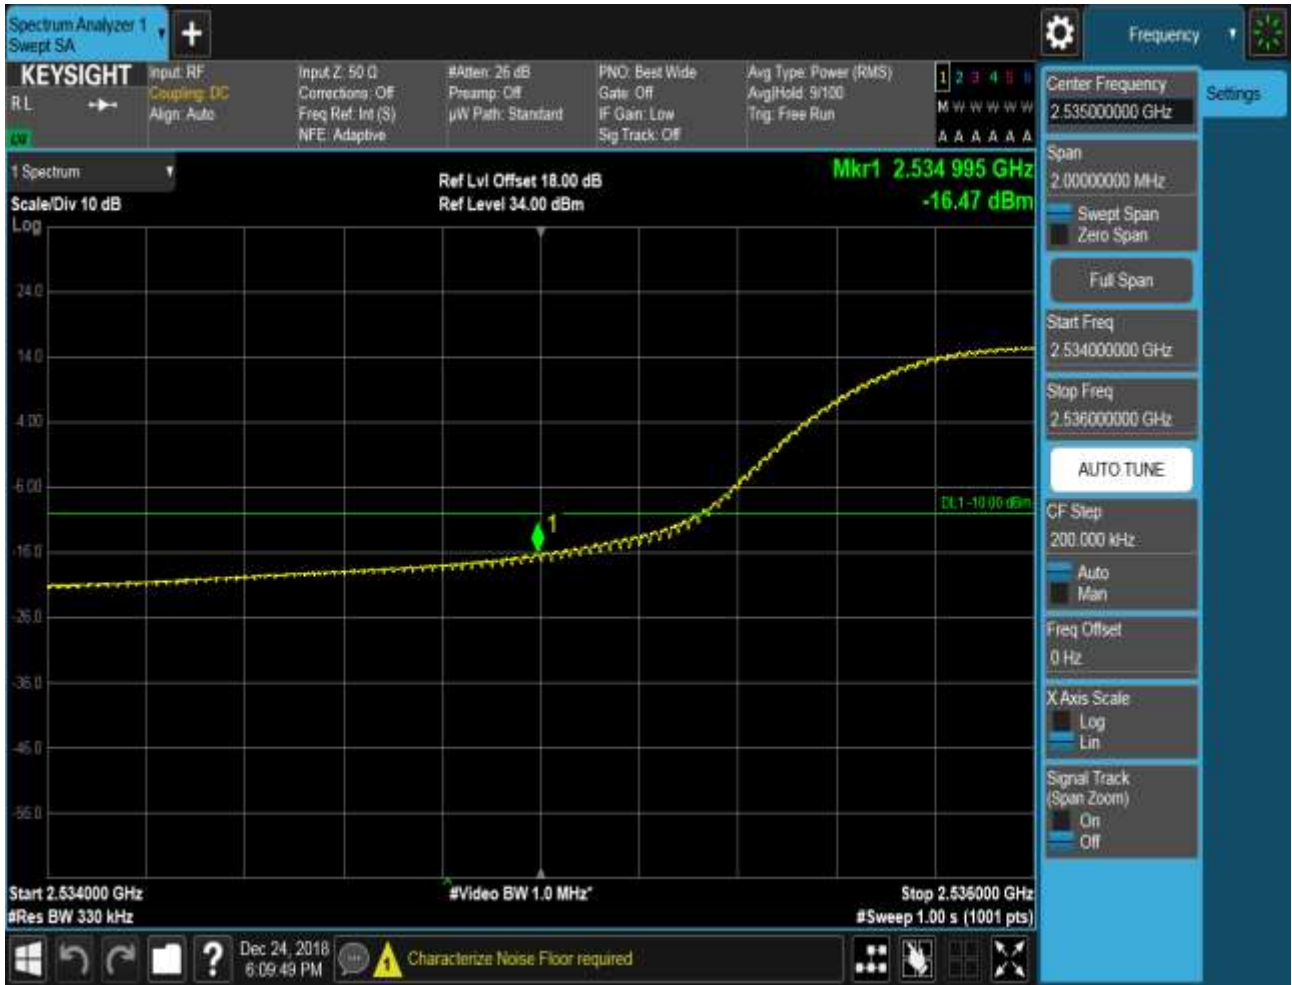 Spectrum Analyzer 1
Swept SA
Frequency
KEYSIGHT
RL
Input: RF
Coupling: DC
Align: Auto
Input Z: 50 Ω
Corrections: Off
Freq Ref: Int (S)
NFE: Adaptive
#Atten: 26 dB
Preamp: Off
µW Path: Standard
PNO: Best Wide
Gate: Off
IF Gain: Low
Sig Track: Off
Avg Type: Power (RMS)
Avg|Hold: 9/100
Trig: Free Run
1 2 3 4 5 6
M W W W W W
A A A A A A
1 Spectrum
Scale/Div 10 dB
Log
Ref Lvl Offset 18.00 dB
Ref Level 34.00 dBm
Mkr1 2.534 995 GHz
-16.47 dBm
24.0
14.0
4.00
-6.00
-16.0
-26.0
-36.0
-46.0
-56.0
1
DL1 -10.00 dBm
Start 2.534000 GHz
#Res BW 330 kHz
#Video BW 1.0 MHz*
Stop 2.536000 GHz
#Sweep 1.00 s (1001 pts)
Center Frequency
2.535000000 GHz
Settings
Span
2.00000000 MHz
Swept Span
Zero Span
Full Span
Start Freq
2.534000000 GHz
Stop Freq
2.536000000 GHz
AUTO TUNE
CF Step
200.000 kHz
Auto
Man
Freq Offset
0 Hz
X Axis Scale
Log
Lin
Signal Track
(Span Zoom)
On
Off
?
Dec 24, 2018
6:09:49 PM
1
Characterize Noise Floor required